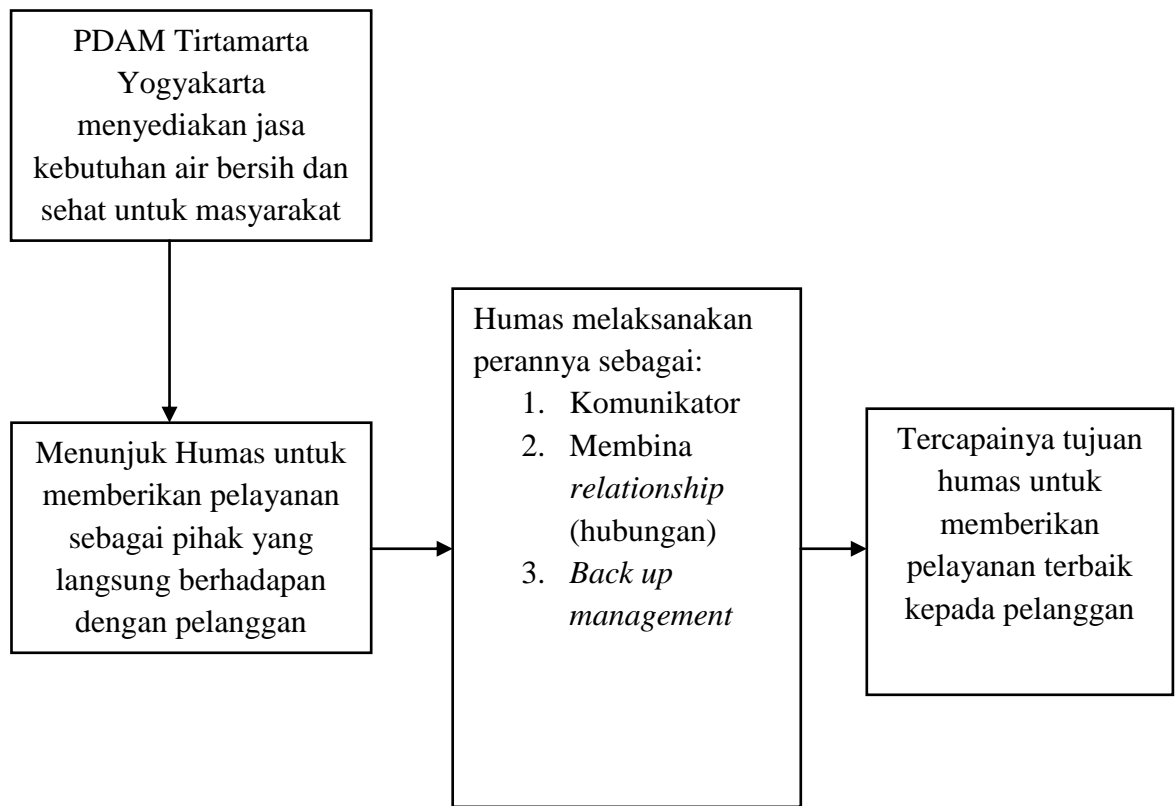 PDAM Tirtamarta
Yogyakarta
menyediakan jasa
kebutuhan air bersih dan
sehat untuk masyarakat
Menunjuk Humas untuk
memberikan pelayanan
sebagai pihak yang
langsung berhadapan
dengan pelanggan
Humas melaksanakan
perannya sebagai:
1. Komunikator
2. Membina
relationship
(hubungan)
3. Back up
management
Tercapainya tujuan
humas untuk
memberikan
pelayanan terbaik
kepada pelanggan